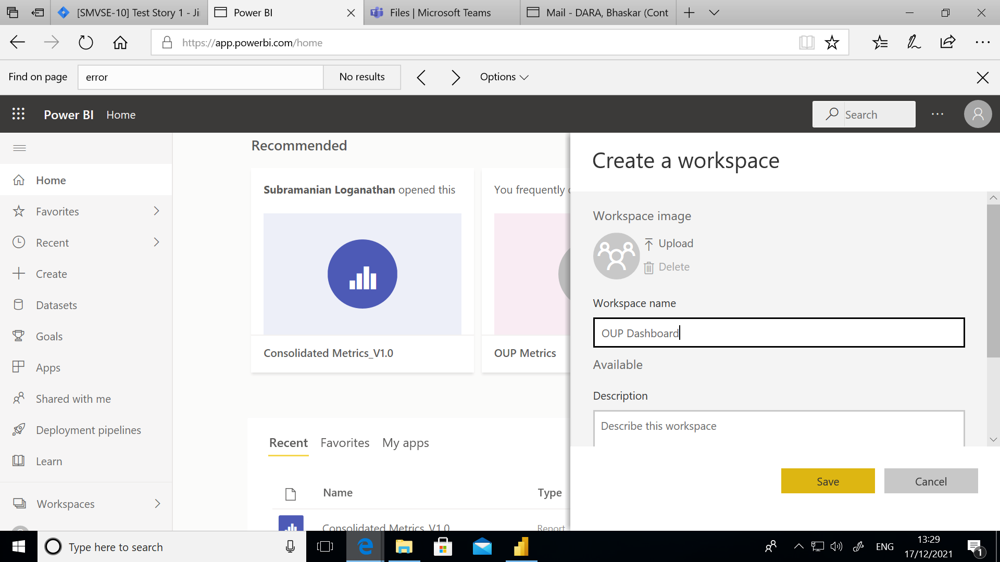 [SMVSE-10] Test Story 1 - Ji
Power BI
Files | Microsoft Teams
Mail - DARA, Bhaskar (Cont
https://app.powerbi.com/home
Find on page
error
No results
Options
Power BI
Home
Search
Home
Favorites
Recent
Create
Datasets
Goals
Apps
Shared with me
Deployment pipelines
Learn
Workspaces
Recommended
Subramanian Loganathan opened this
Consolidated Metrics_V1.0
You frequently
OUP Metrics
Recent
Favorites
My apps
Name
Type
Consolidated Metrics_V1.0
Report
Create a workspace
Workspace image
Upload
Delete
Workspace name
OUP Dashboard
Available
Description
Describe this workspace
Save
Cancel
Type here to search
ENG
13:29
17/12/2021
1